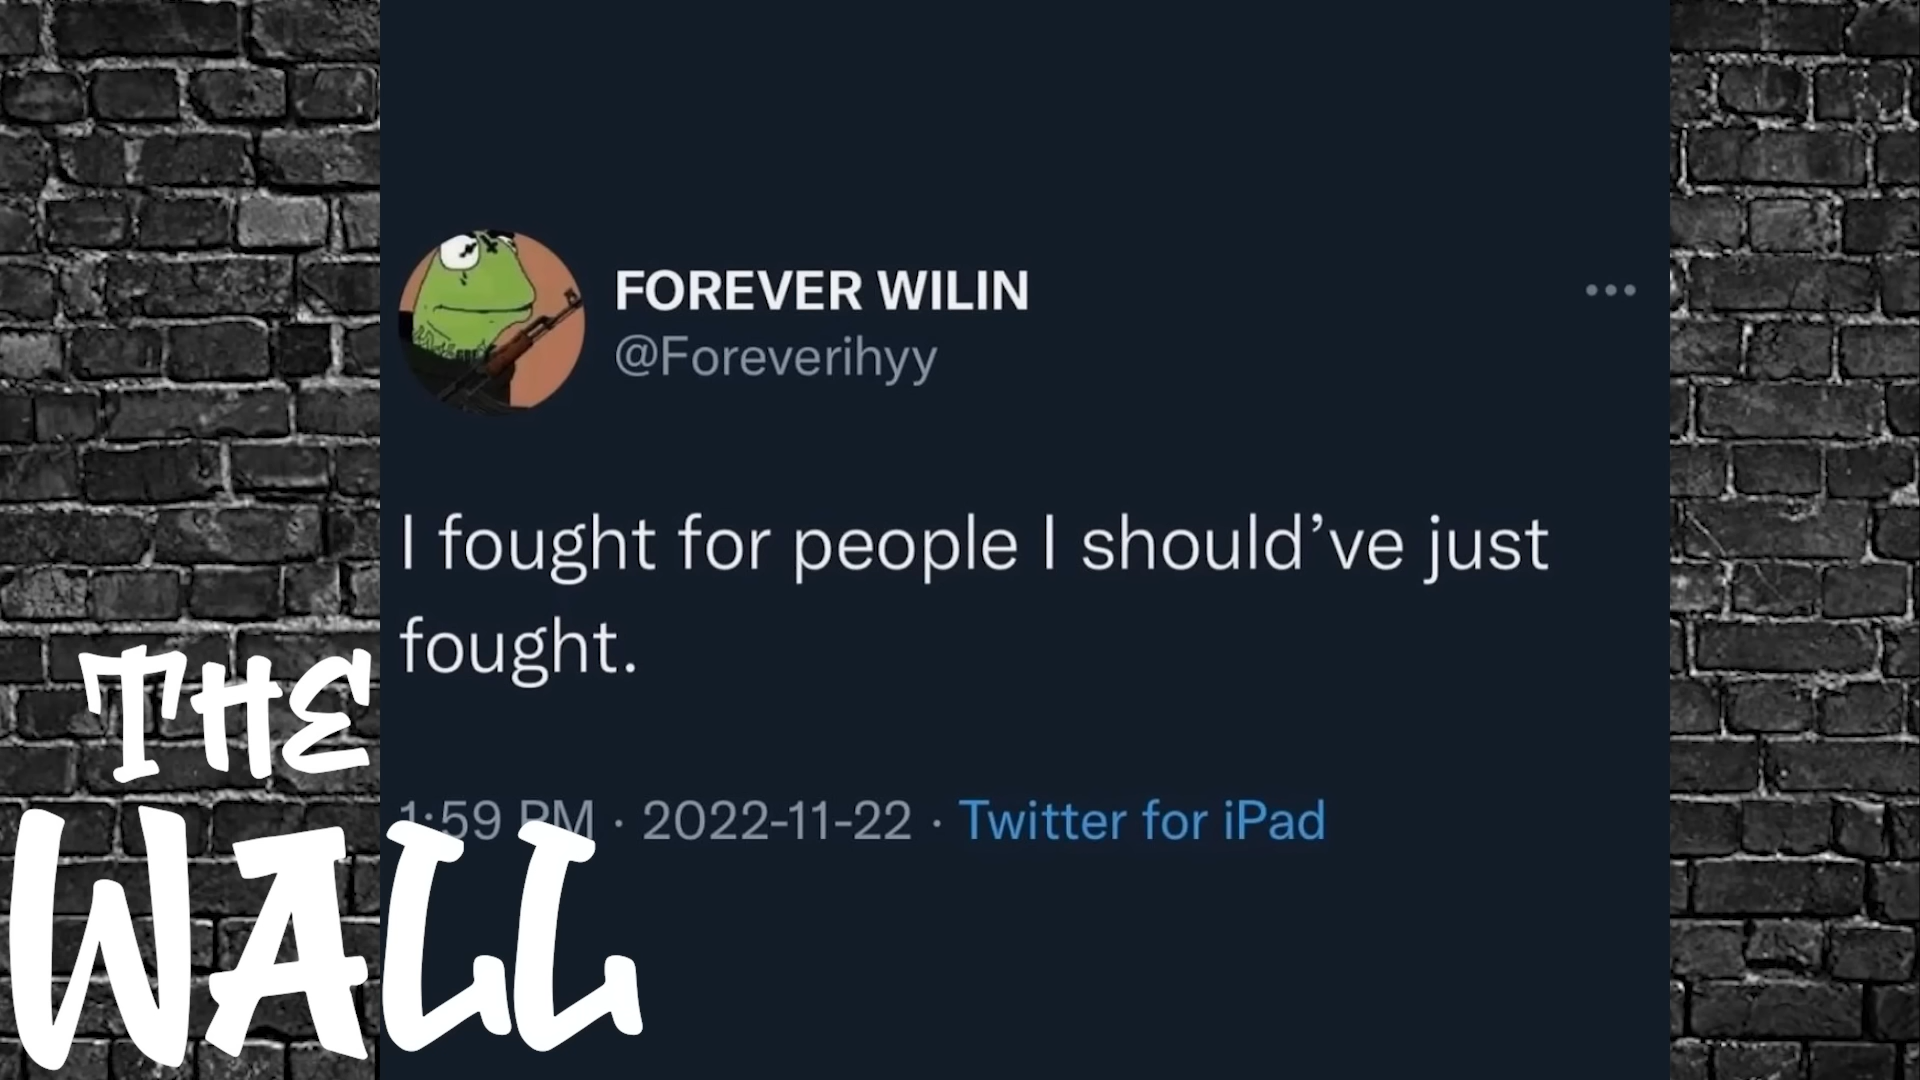 FOREVER WILIN
@Foreverihyy
I fought for people I should’ve just
fought.
1:59 PM · 2022-11-22 · Twitter for iPad
THE
WALL